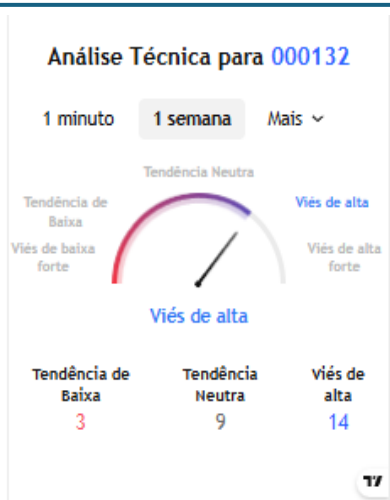 Análise Técnica para 000132
1 minuto
1 semana
Mais
Tendência Neutra
Tendência de
Baixa
Viés de alta
Viés de baixa
forte
Viés de alta
forte
Viés de alta
Tendência de
Baixa
3
Tendência
Neutra
9
Viés de
alta
14